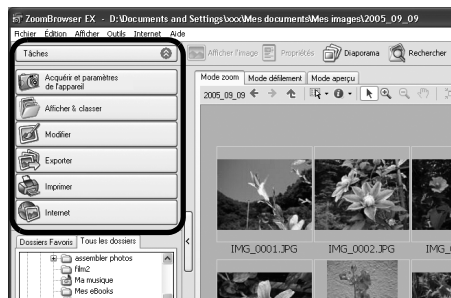 ZoomBrowser EX - D:\Documents and Settings\xxx\Mes documents\Mes images\2005_09_09
Fichier Édition Afficher Outils Internet Aide
Tâches
Afficher l'image Propriétés Diaporama Rechercher
Acquérir et paramètres
de l'appareil
Afficher & classer
Modifier
Exporter
Imprimer
Internet
Dossiers Favoris Tous les dossiers
assembler photos
film2
Ma musique
Mes eBooks
Mode zoom Mode défilement Mode aperçu
2005_09_09
IMG_0001.JPG IMG_0002.JPG IMG_0